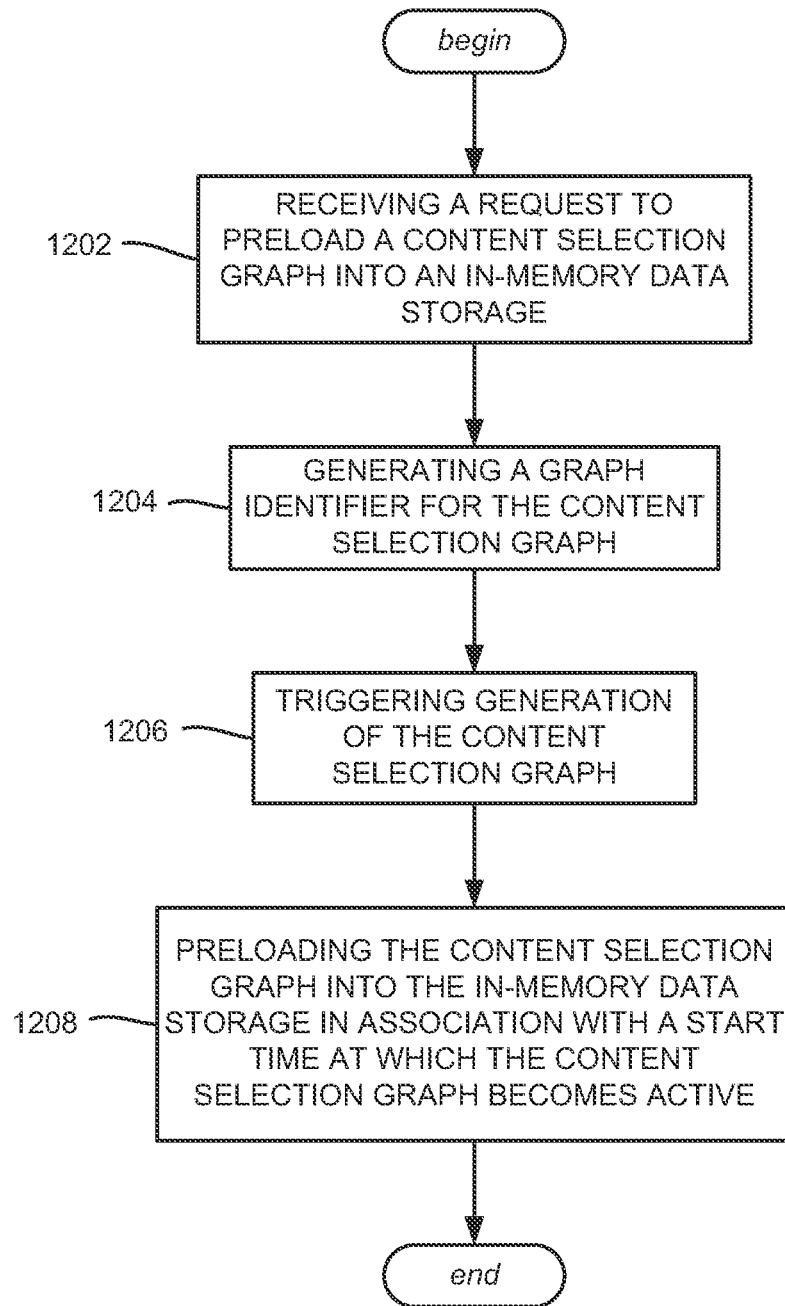 begin
1202
RECEIVING A REQUEST TO
PRELOAD A CONTENT SELECTION
GRAPH INTO AN IN-MEMORY DATA
STORAGE
1204
GENERATING A GRAPH
IDENTIFIER FOR THE CONTENT
SELECTION GRAPH
1206
TRIGGERING GENERATION
OF THE CONTENT
SELECTION GRAPH
1208
PRELOADING THE CONTENT SELECTION
GRAPH INTO THE IN-MEMORY DATA
STORAGE IN ASSOCIATION WITH A START
TIME AT WHICH THE CONTENT
SELECTION GRAPH BECOMES ACTIVE
end